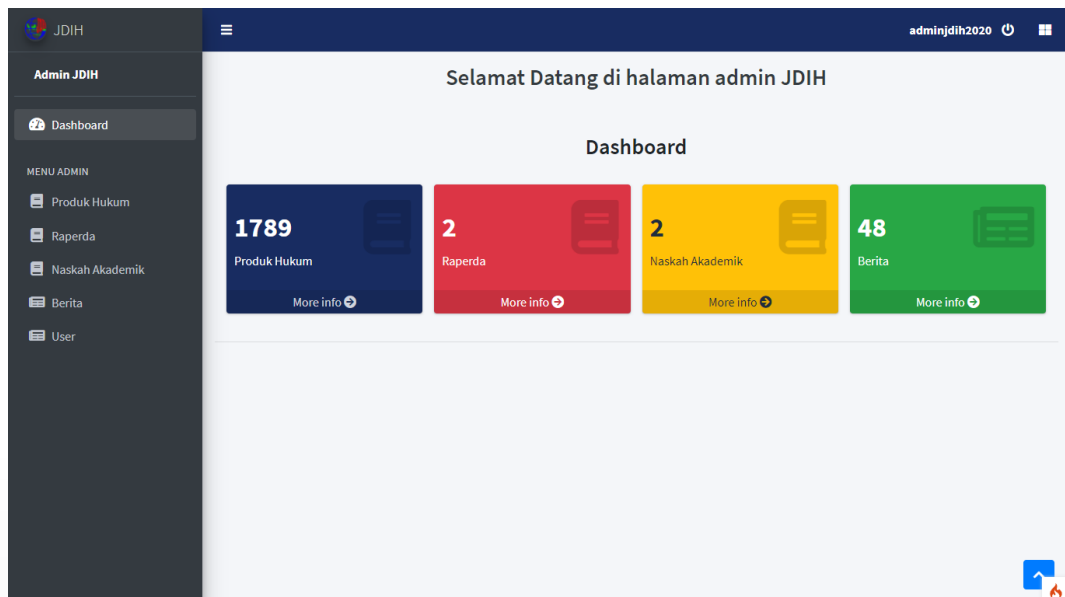 JDIH
adminjdih2020
Admin JDIH
Dashboard
MENU ADMIN
Produk Hukum
Raperda
Naskah Akademik
Berita
User
Selamat Datang di halaman admin JDIH
Dashboard
1789
Produk Hukum
More info
2
Raperda
More info
2
Naskah Akademik
More info
48
Berita
More info